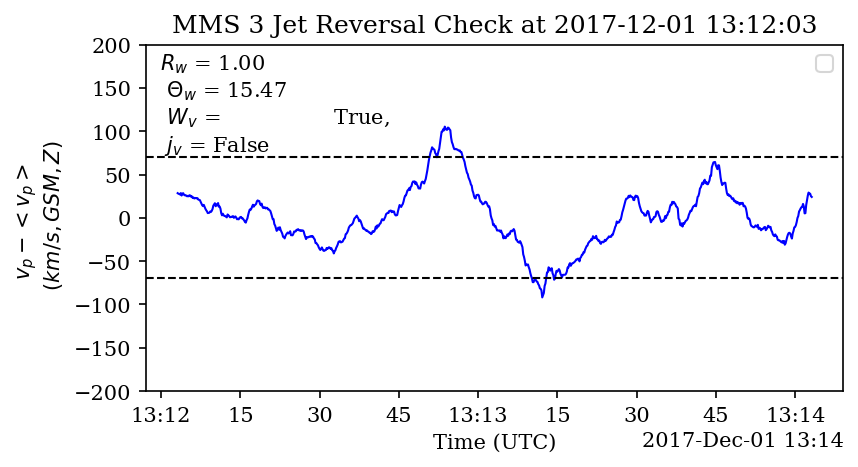 MMS 3 Jet Reversal Check at 2017-12-01 13:12:03
R_w = 1.00
Θ_w = 15.47
W_v = True,
j_v = False
200
150
100
50
0
−50
−100
−150
−200
v_p − < v_p >
(km/s, GSM, Z)
13:12 15 30 45 13:13 15 30 45 13:14
Time (UTC)
2017-Dec-01 13:14